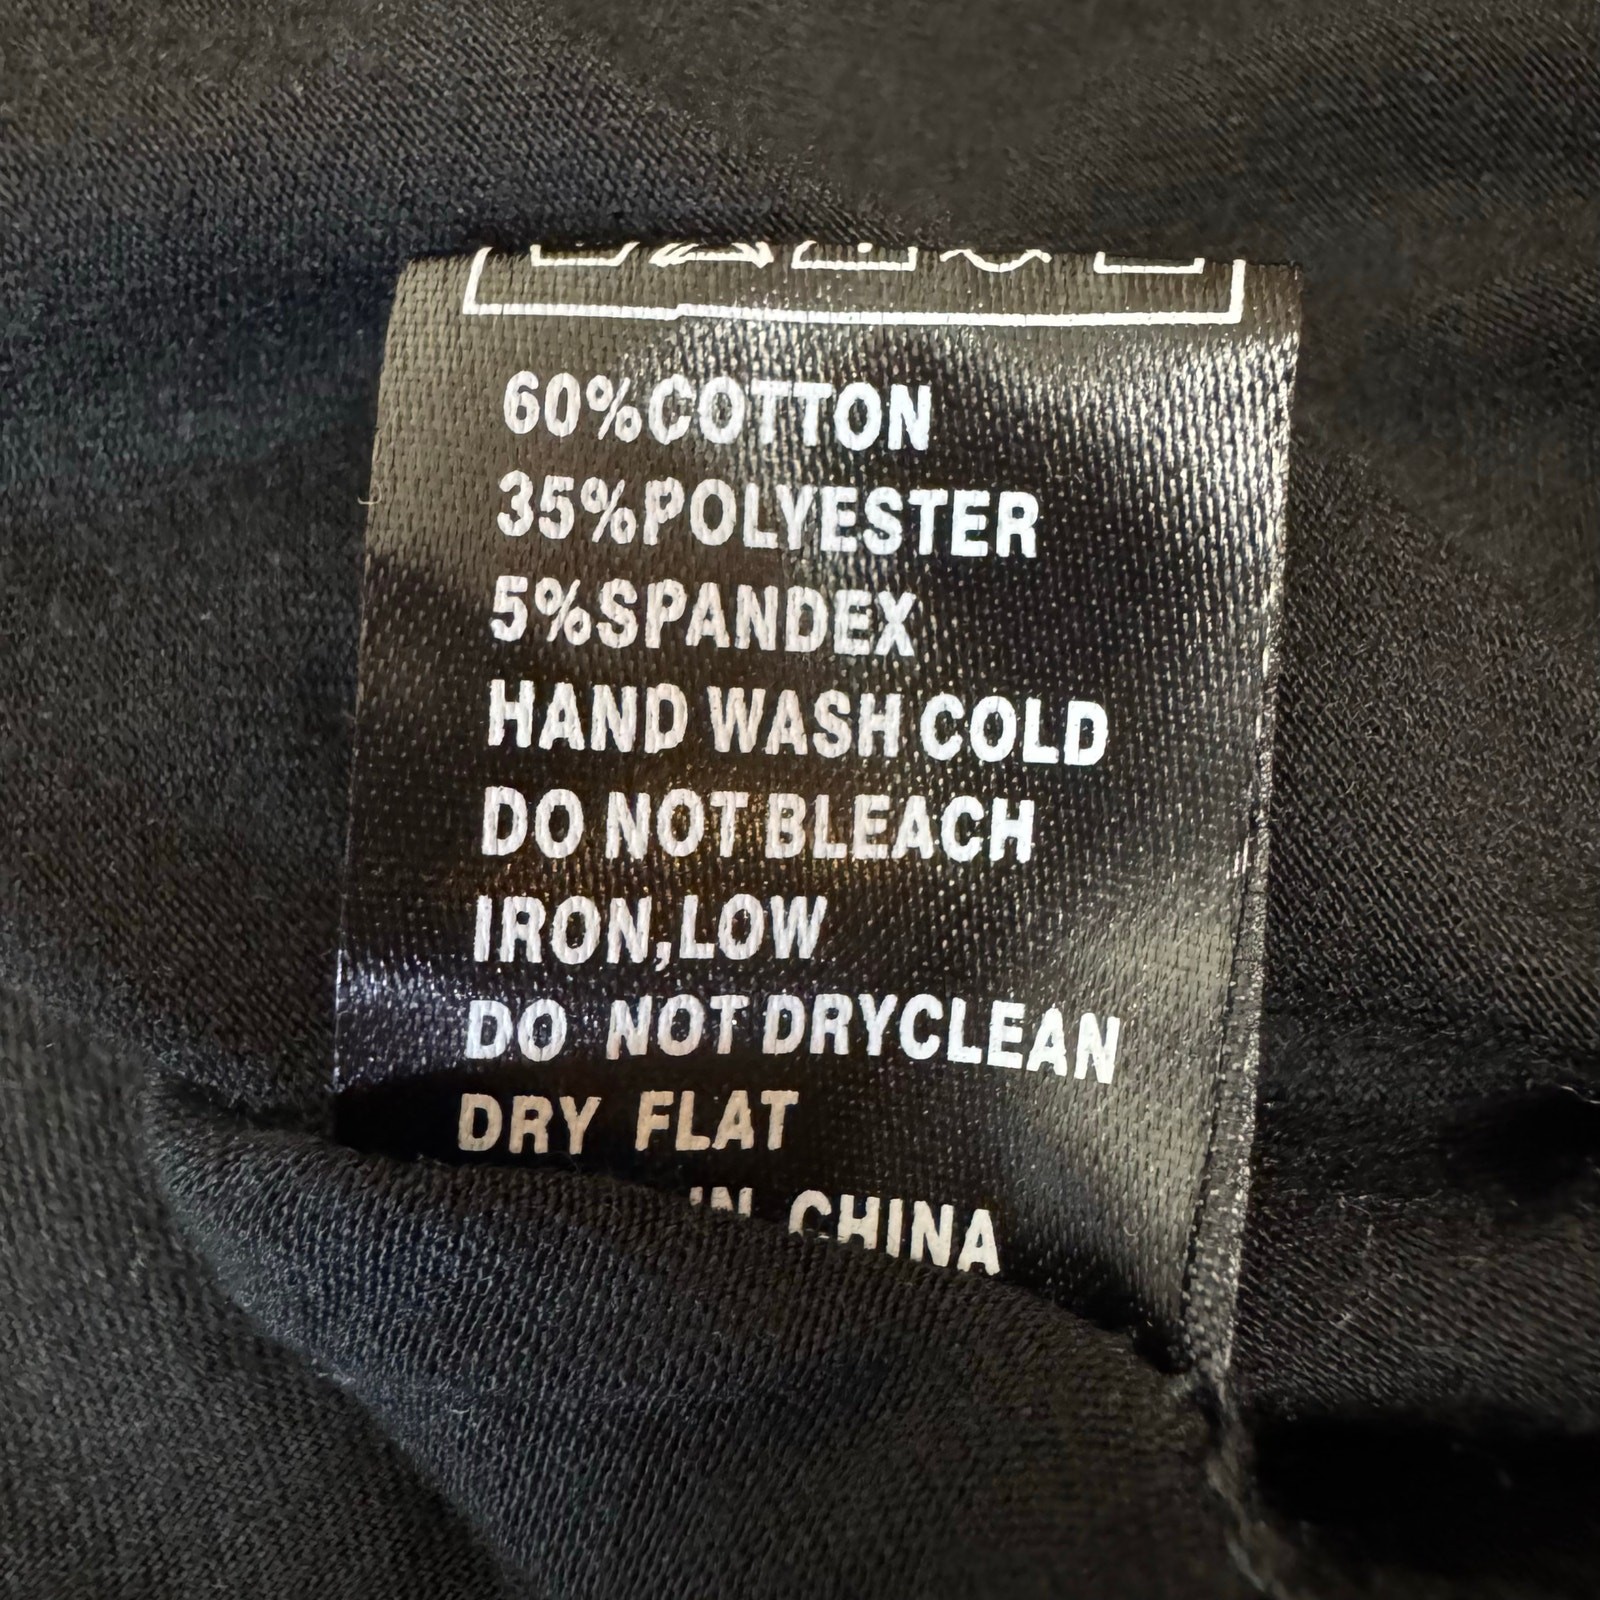 60%COTTON
35%POLYESTER
5%SPANDEX
HAND WASH COLD
DO NOT BLEACH
IRON,LOW
DO NOT DRYCLEAN
DRY FLAT
IN CHINA